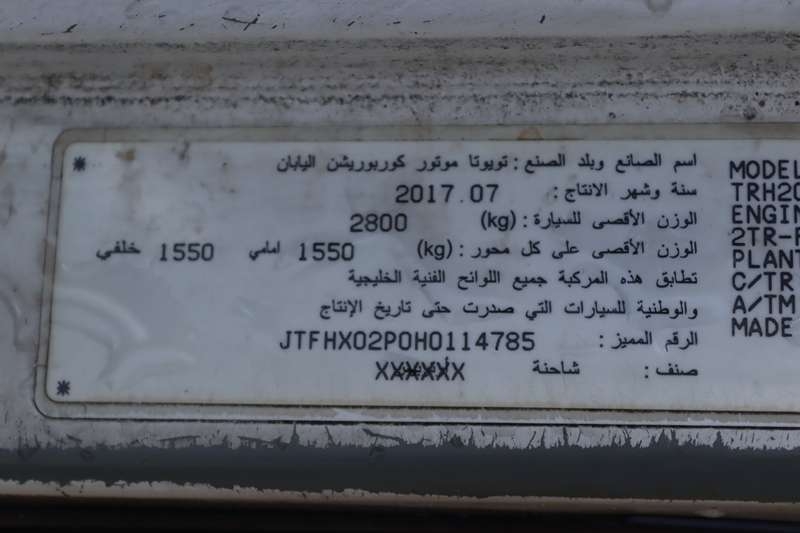 اسم الصانع وبلد الصنع : تويوتا موتور كوربوريشن اليابان
سنة وشهر الانتاج : 2017.07
الوزن الأقصى للسيارة : (kg) 2800
الوزن الأقصى على كل محور : (kg) 1550 امامي 1550 خلفي
تطابق هذه المركبة جميع اللوائح الفنية الخليجية
والوطنية للسيارات التي صدرت حتى تاريخ الإنتاج
الرقم المميز : JTFHX02P0H0114785
صنف : شاحنة
MODEL
TRH20
ENGIN
2TR-F
PLANT
C/TR
A/TM
MADE